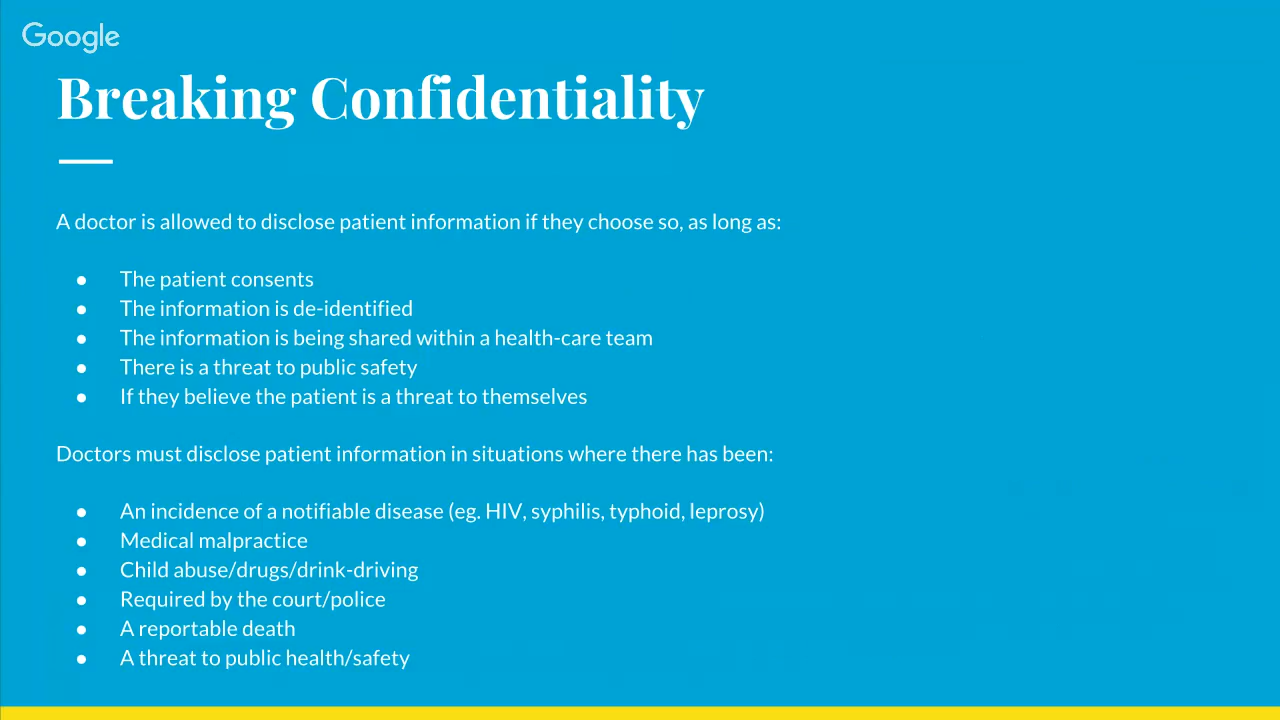 Google
Breaking Confidentiality
A doctor is allowed to disclose patient information if they choose so, as long as:
● The patient consents
● The information is de-identified
● The information is being shared within a health-care team
● There is a threat to public safety
● If they believe the patient is a threat to themselves
Doctors must disclose patient information in situations where there has been:
● An incidence of a notifiable disease (eg. HIV, syphilis, typhoid, leprosy)
● Medical malpractice
● Child abuse/drugs/drink-driving
● Required by the court/police
● A reportable death
● A threat to public health/safety